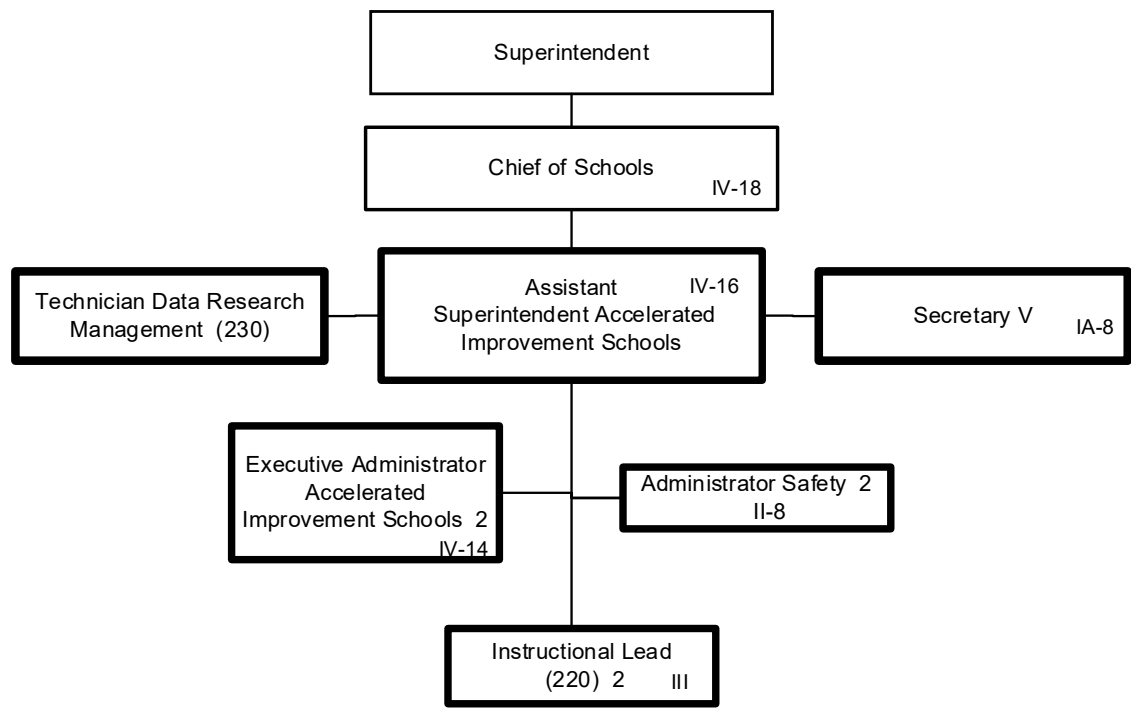 Superintendent
Chief of Schools
IV-18
Technician Data Research
Management (230)
Assistant
IV-16
Superintendent Accelerated
Improvement Schools
Secretary V
IA-8
Executive Administrator
Accelerated
Improvement Schools 2
IV-14
Administrator Safety 2
II-8
Instructional Lead
(220) 2
III